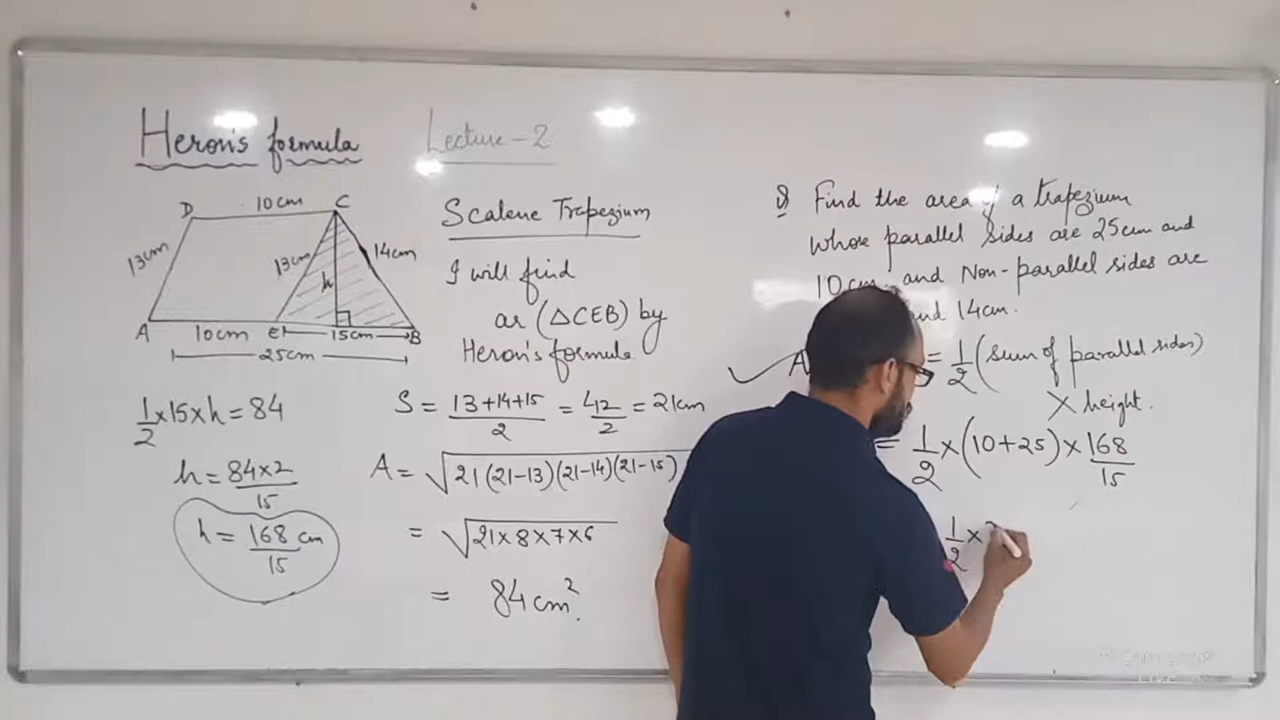 Heron's formula
Lecture-2
D 10cm C
13cm 13cm h 14cm
A 10cm E 15cm B
25cm
1/2 x 15 x h = 84
h = 84x2/15
h = 168/15 cm
Scalene Trapezium
I will find
ar (△CEB) by
Heron's formula
S = 13+14+15/2 = 42/2 = 21cm
A = √21(21-13)(21-14)(21-15)
= √21x8x7x6
= 84cm².
Q Find the area of a trapezium
whose parallel sides are 25cm and
10cm and Non-parallel sides are
14cm.
A = 1/2 (sum of parallel sides)
X height.
= 1/2 x (10+25) x 168/15
1/2 x